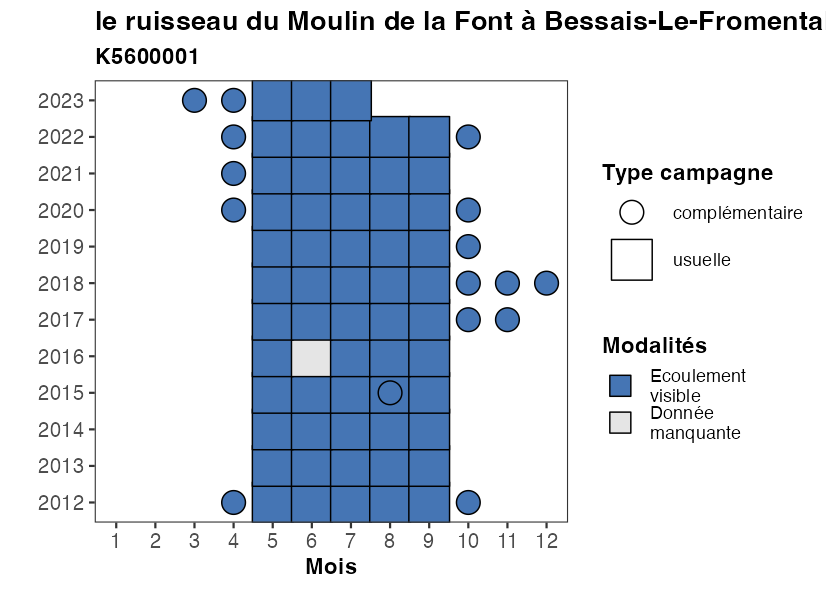 le ruisseau du Moulin de la Font à Bessais-Le-Fromental
K5600001
2023
2022
2021
2020
2019
2018
2017
2016
2015
2014
2013
2012
1 2 3 4 5 6 7 8 9 10 11 12
Mois
Type campagne
complémentaire
usuelle
Modalités
Ecoulement
visible
Donnée
manquante